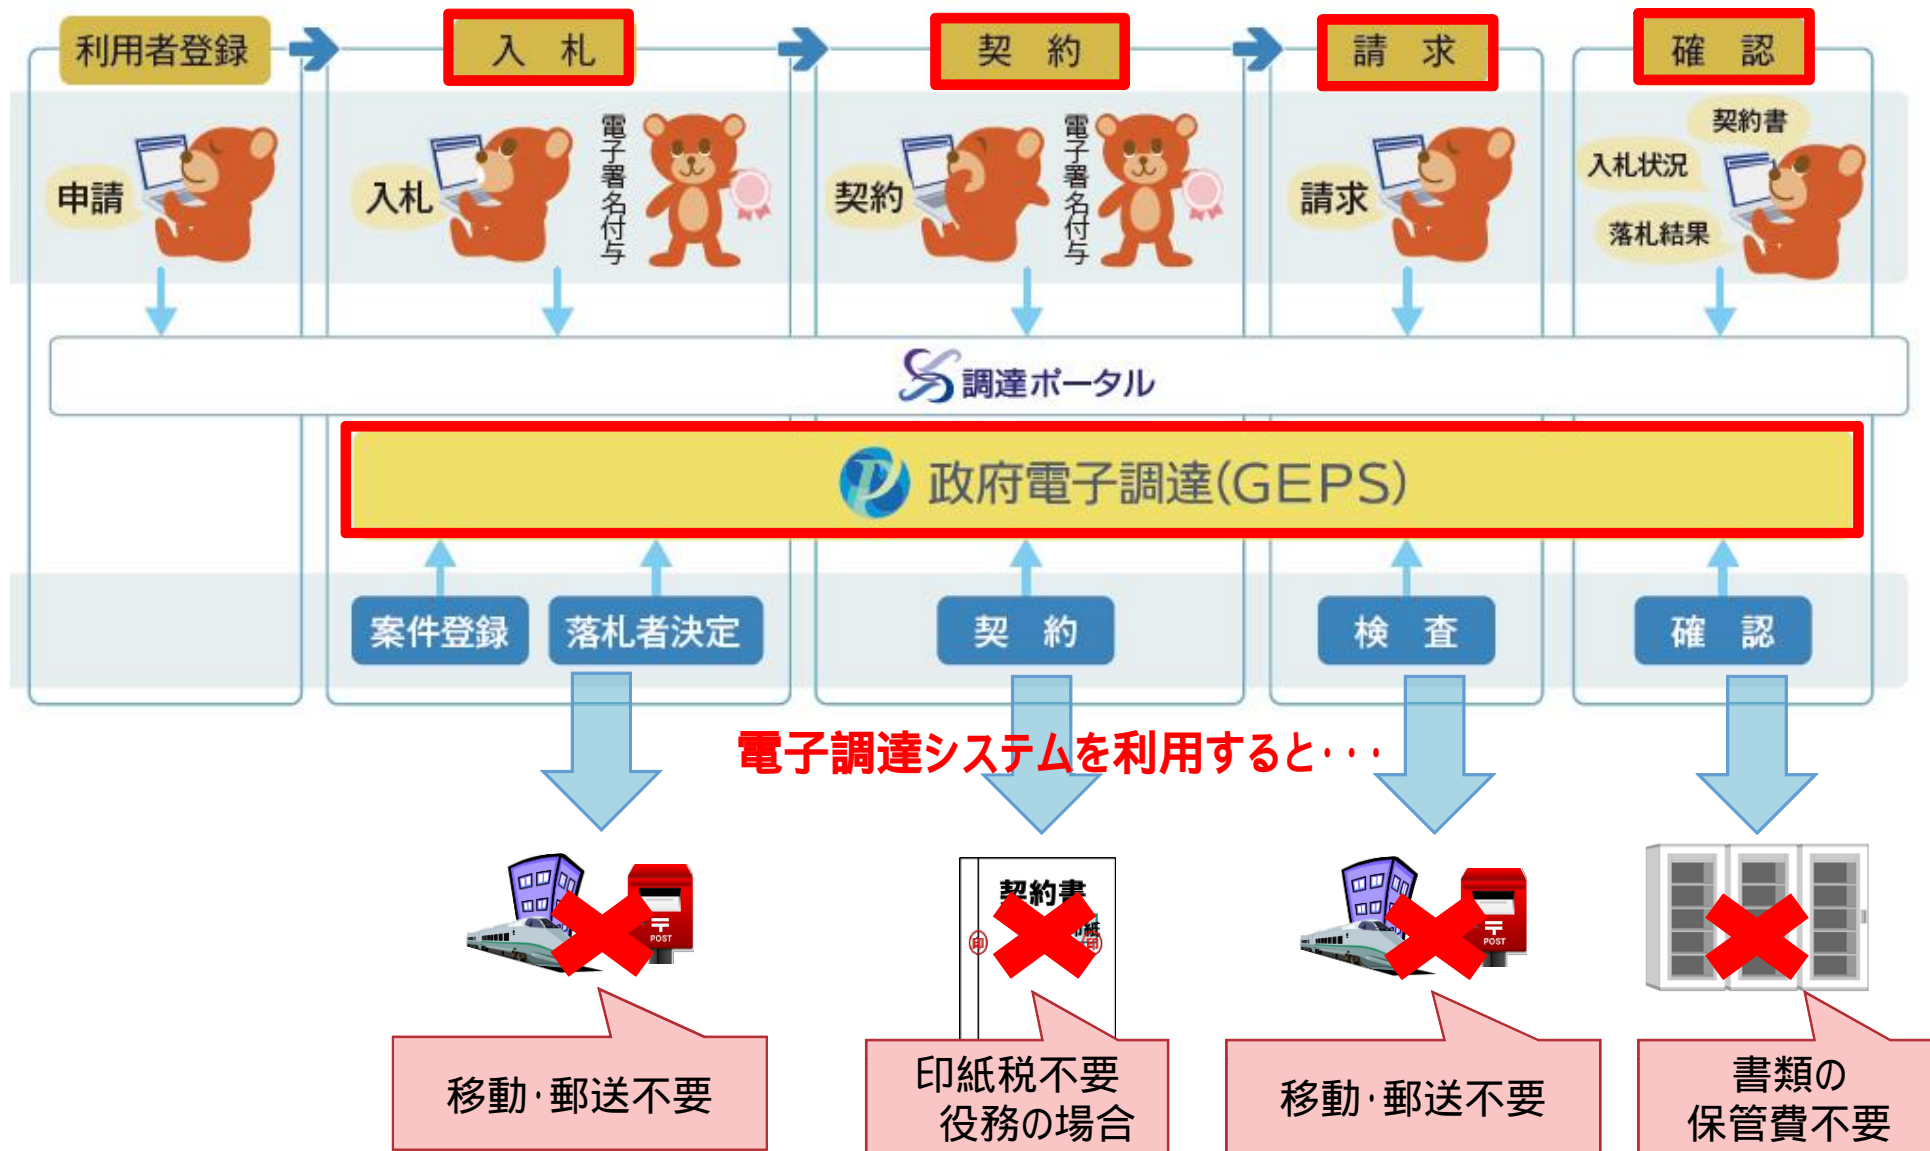 利用者登録
入 札
契 約
請 求
確 認
申請
入札
電子署名付与
契約
電子署名付与
請求
契約書
入札状況
落札結果
調達ポータル
政府電子調達(GEPS)
案件登録
落札者決定
契 約
検 査
確 認
電子調達システムを利用すると・・・
〒
POST
契約書
印
印
〒
POST
移動・郵送不要
印紙税不要
役務の場合
移動・郵送不要
書類の
保管費不要